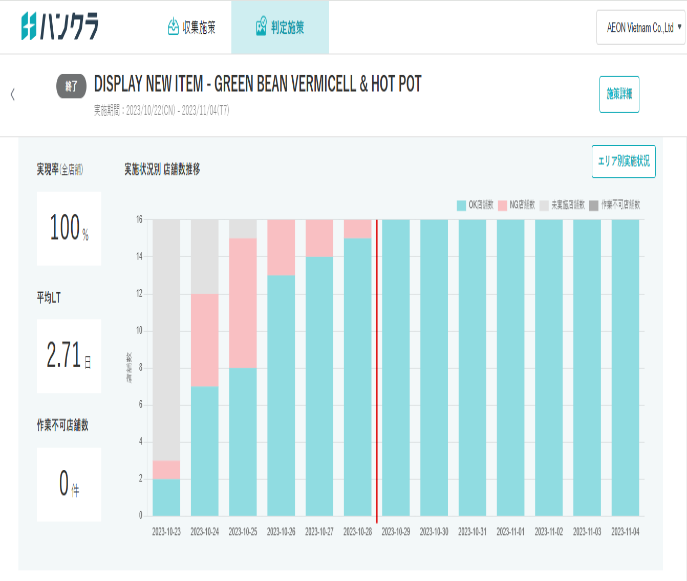 ハンクラ
収集施策
判定施策
AEON Vietnam Co.,Ltd
終了
DISPLAY NEW ITEM - GREEN BEAN VERMICELL & HOT POT
実施期間：2023/10/22(CN) - 2023/11/04(T7)
施策詳細
エリア別実施状況
実現率(全店舗)
実施状況別 店舗数推移
100 %
平均LT
2.71 日
作業不可店舗数
0 件
OK店舗数 NG店舗数 未実施店舗数 作業不可店舗数
店舗数
16
14
12
10
8
6
4
2
0
2023-10-23 2023-10-24 2023-10-25 2023-10-26 2023-10-27 2023-10-28 2023-10-29 2023-10-30 2023-10-31 2023-11-01 2023-11-02 2023-11-03 2023-11-04